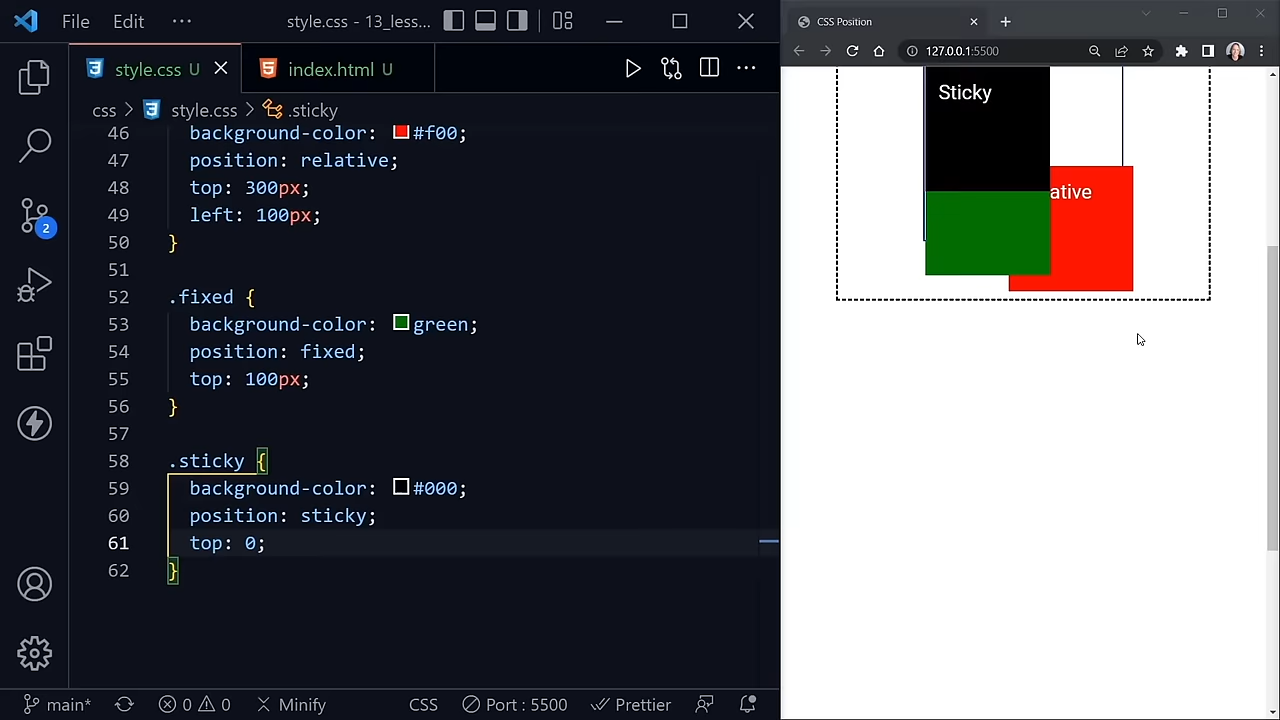 File Edit ··· style.css - 13_less...
style.css U index.html U
css > style.css > .sticky
46 background-color: #f00;
47 position: relative;
48 top: 300px;
49 left: 100px;
50 }
51
52 .fixed {
53 background-color: green;
54 position: fixed;
55 top: 100px;
56 }
57
58 .sticky {
59 background-color: #000;
60 position: sticky;
61 top: 0;
62 }
2
main* 0 0 Minify CSS Port : 5500 Prettier
CSS Position
127.0.0.1:5500
Sticky
ative